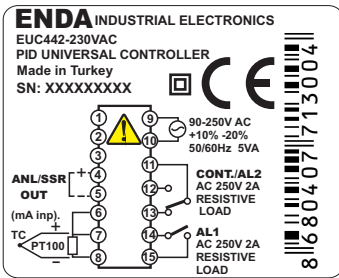 ENDA INDUSTRIAL ELECTRONICS
EUC442-230VAC
PID UNIVERSAL CONTROLLER
Made in Turkey
SN: XXXXXXXXX
CE
8680407713004
1
2
3
4
5
6
7
8
9
10
11
12
13
14
15
90-250V AC
+10% -20%
50/60Hz 5VA
ANL/SSR
OUT
+
-
(mA inp).
TC
+
PT100
-
CONT./AL2
AC 250V 2A
RESISTIVE
LOAD
AL1
AC 250V 2A
RESISTIVE
LOAD